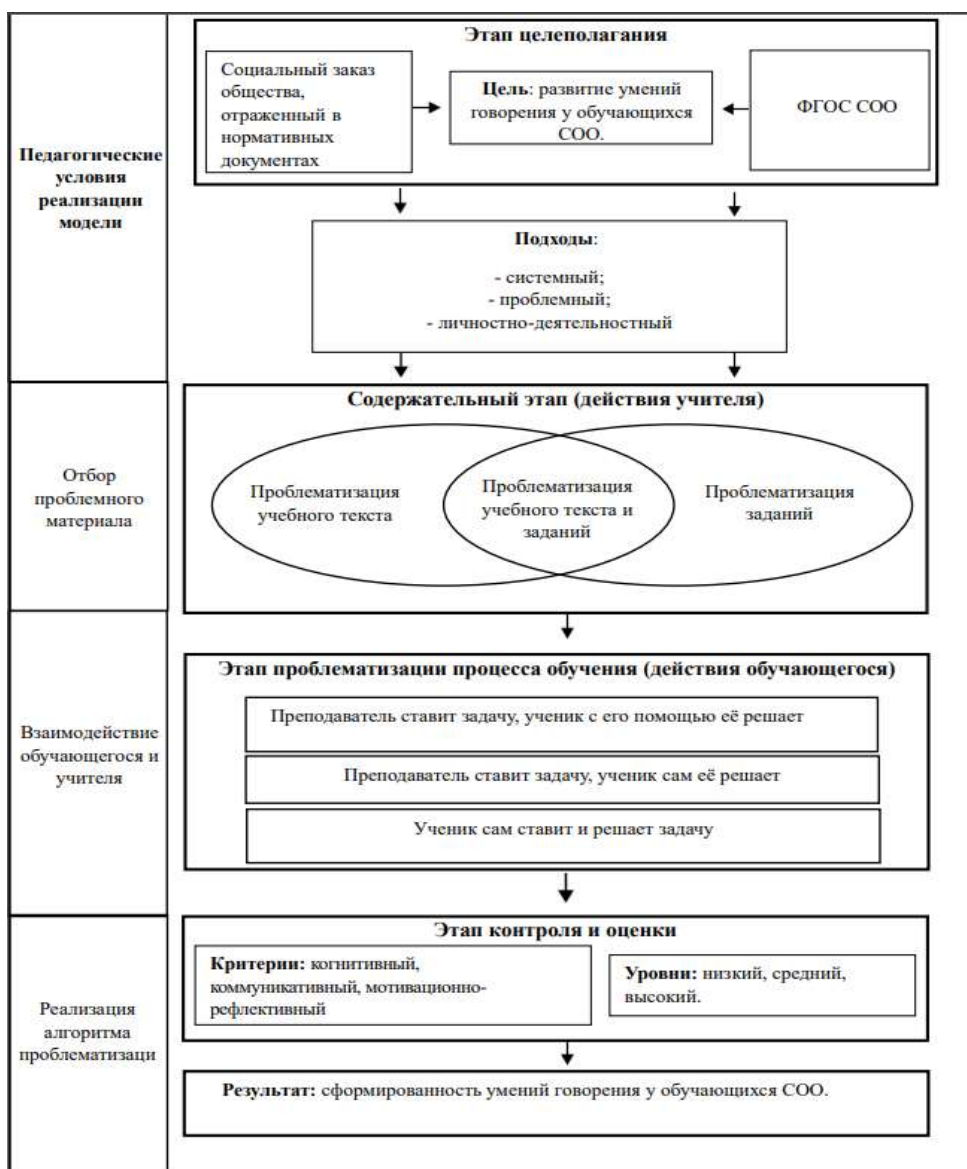 Педагогические
условия
реализации
модели
Этап целеполагания
Социальный заказ
общества,
отраженный в
нормативных
документах
Цель: развитие умений
говорения у обучающихся
СОО.
ФГОС СОО
Подходы:
- системный;
- проблемный;
- личностно-деятельностный
Отбор
проблемного
материала
Содержательный этап (действия учителя)
Проблематизация
учебного текста
Проблематизация
учебного текста и
заданий
Проблематизация
заданий
Взаимодействие
обучающегося и
учителя
Этап проблематизации процесса обучения (действия обучающегося)
Преподаватель ставит задачу, ученик с его помощью её решает
Преподаватель ставит задачу, ученик сам её решает
Ученик сам ставит и решает задачу
Реализация
алгоритма
проблематизаци
Этап контроля и оценки
Критерии: когнитивный,
коммуникативный, мотивационно-
рефлективный
Уровни: низкий, средний,
высокий.
Результат: сформированность умений говорения у обучающихся СОО.